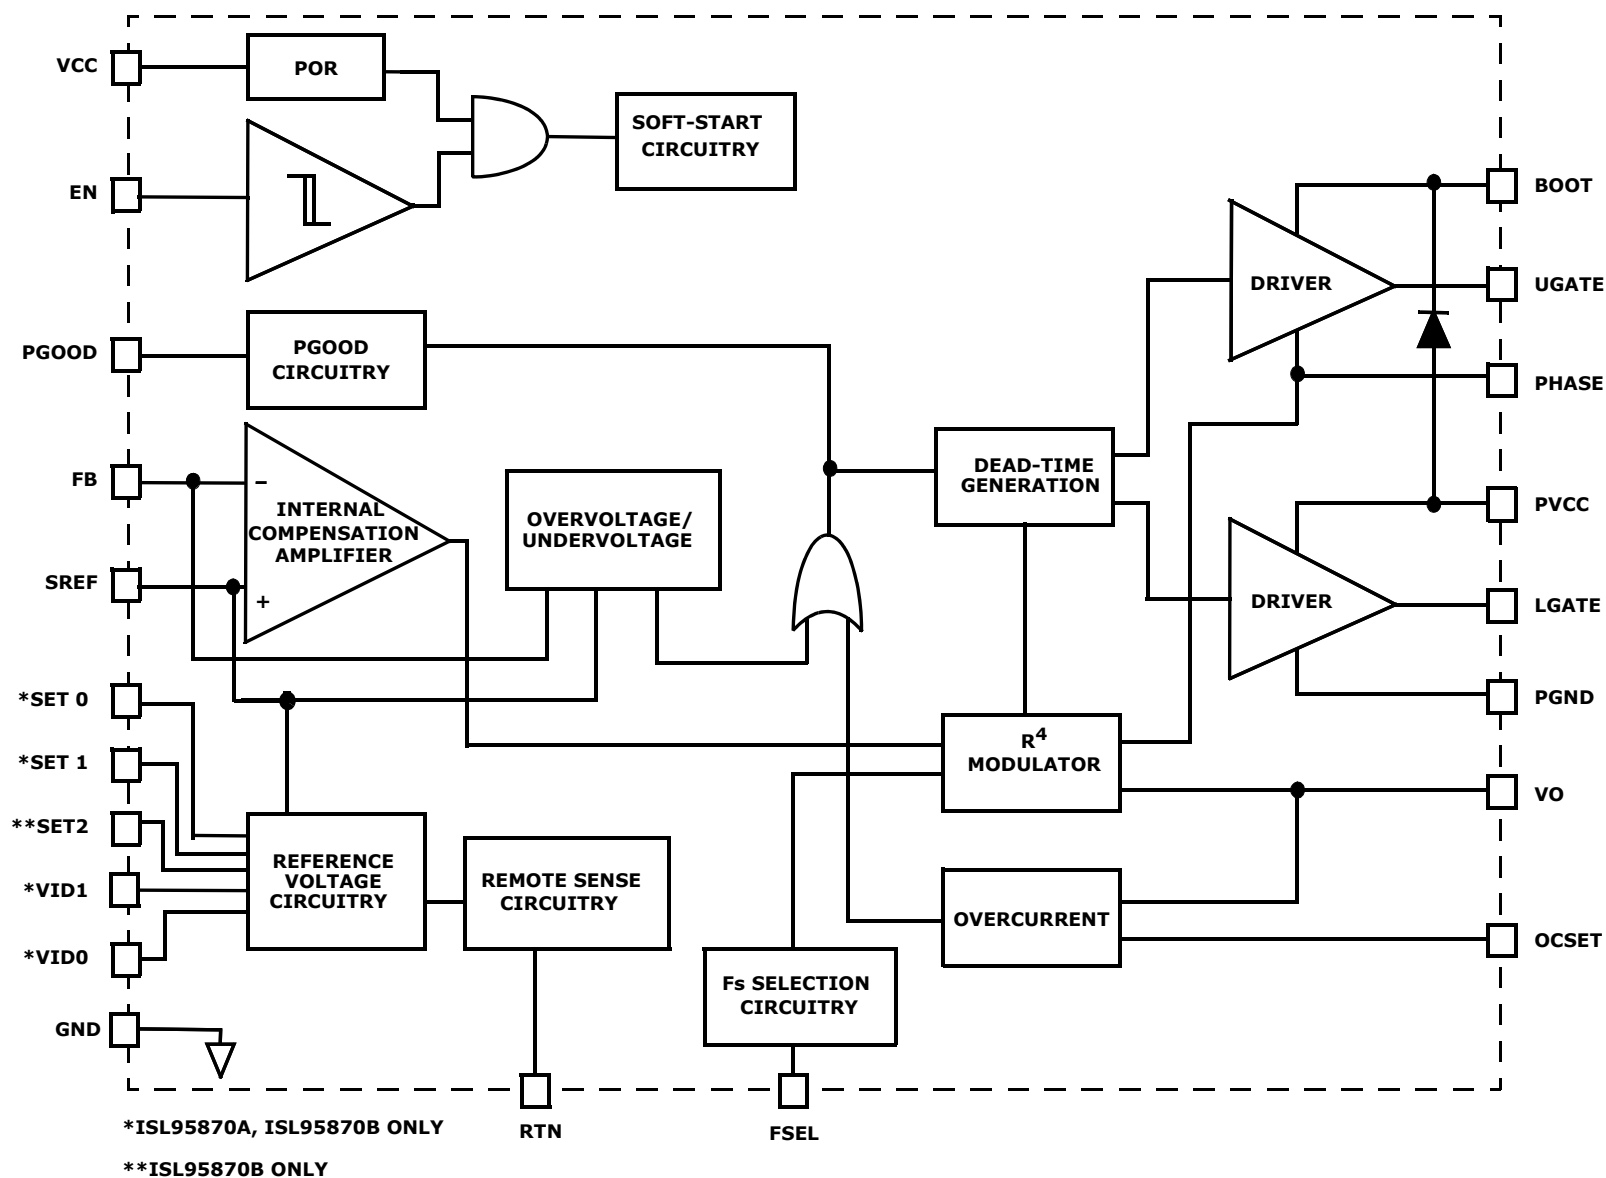 VCC
POR
SOFT-START
CIRCUITRY
EN
BOOT
DRIVER
UGATE
PGOOD
PGOOD
CIRCUITRY
PHASE
FB
–
INTERNAL
COMPENSATION
AMPLIFIER
+
SREF
OVERVOLTAGE/
UNDERVOLTAGE
DEAD-TIME
GENERATION
PVCC
DRIVER
LGATE
*SET 0
PGND
*SET 1
R4
MODULATOR
VO
**SET2
*VID1
*VID0
REFERENCE
VOLTAGE
CIRCUITRY
REMOTE SENSE
CIRCUITRY
OVERCURRENT
OCSET
Fs SELECTION
CIRCUITRY
GND
RTN
FSEL
*ISL95870A, ISL95870B ONLY
**ISL95870B ONLY